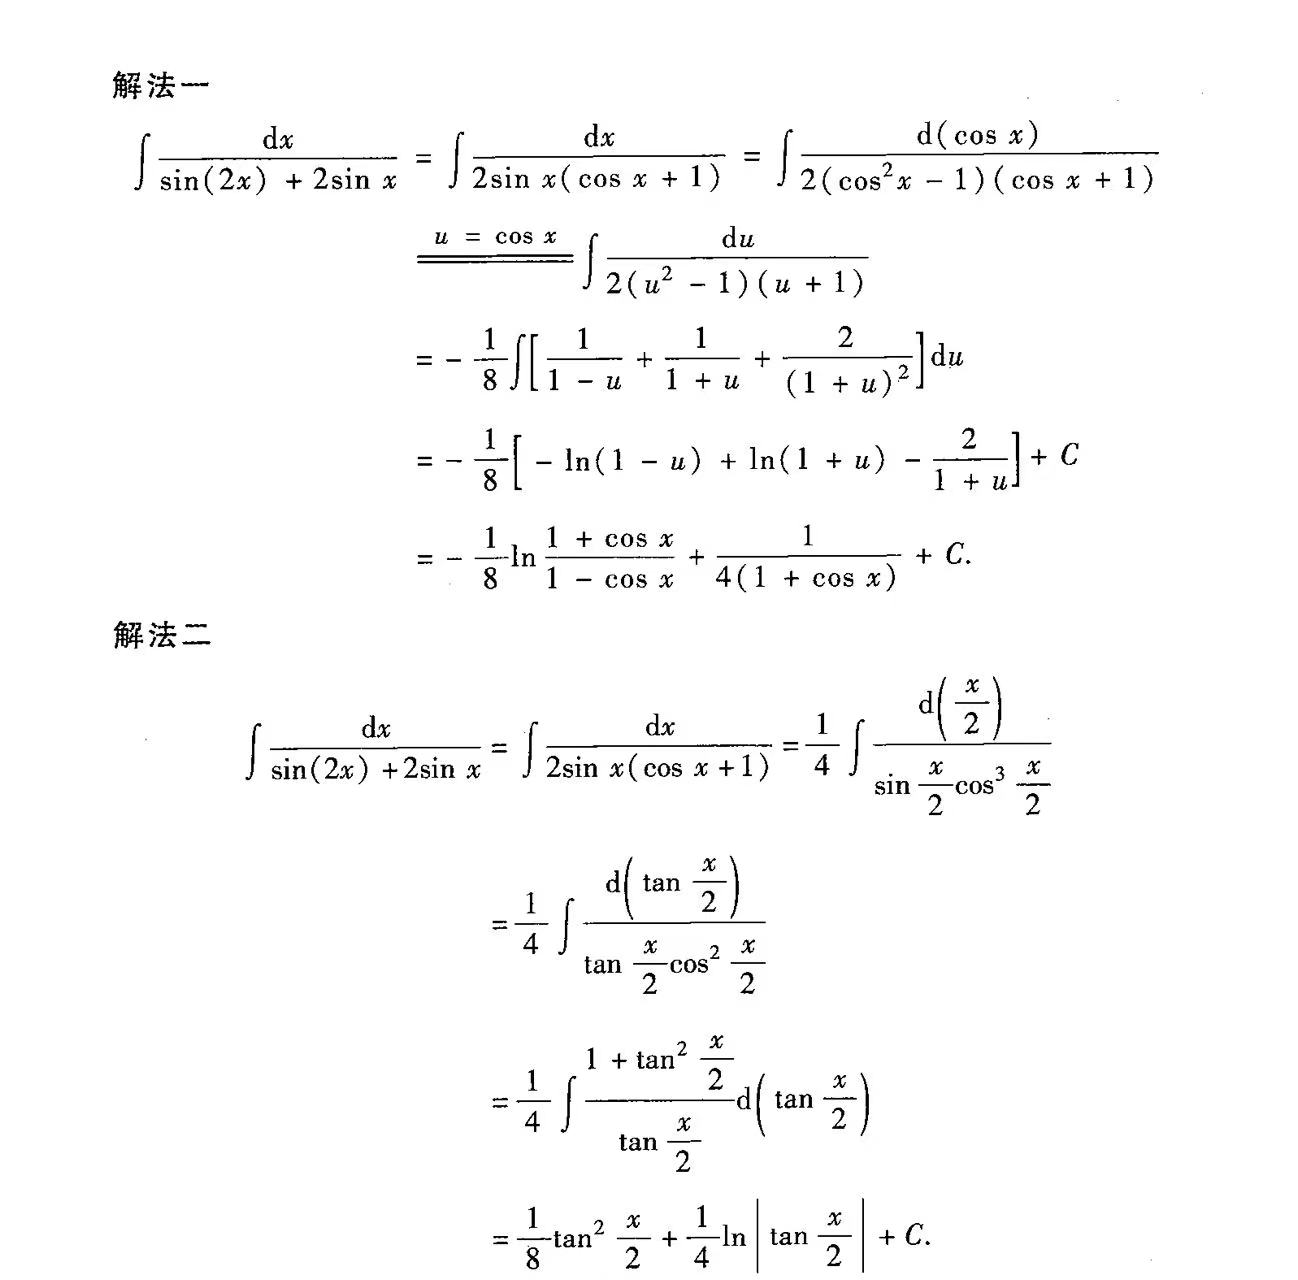 解法一
∫ dx/(sin(2x) + 2sin x) = ∫ dx/(2sin x(cos x + 1)) = ∫ d(cos x)/(2(cos²x − 1)(cos x + 1))
u = cos x ∫ du/(2(u² − 1)(u + 1))
= − 1/8 ∫[1/(1 − u) + 1/(1 + u) + 2/(1 + u)²]du
= − 1/8 [− ln(1 − u) + ln(1 + u) − 2/(1 + u)] + C
= − 1/8 ln (1 + cos x)/(1 − cos x) + 1/(4(1 + cos x)) + C.
解法二
∫ dx/(sin(2x) + 2sin x) = ∫ dx/(2sin x(cos x + 1)) = 1/4 ∫ d(x/2)/(sin x/2 cos³ x/2)
= 1/4 ∫ d(tan x/2)/(tan x/2 cos² x/2)
= 1/4 ∫ (1 + tan² x/2)/(tan x/2) d(tan x/2)
= 1/8 tan² x/2 + 1/4 ln |tan x/2| + C.